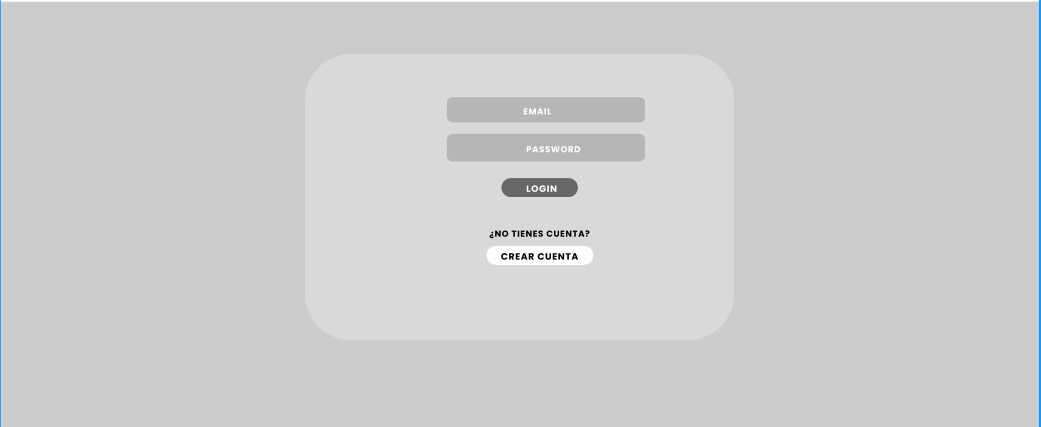 EMAIL
PASSWORD
LOGIN
¿NO TIENES CUENTA?
CREAR CUENTA